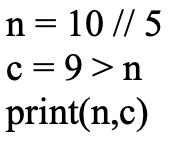 n = 10 // 5
c = 9 > n
print(n,c)